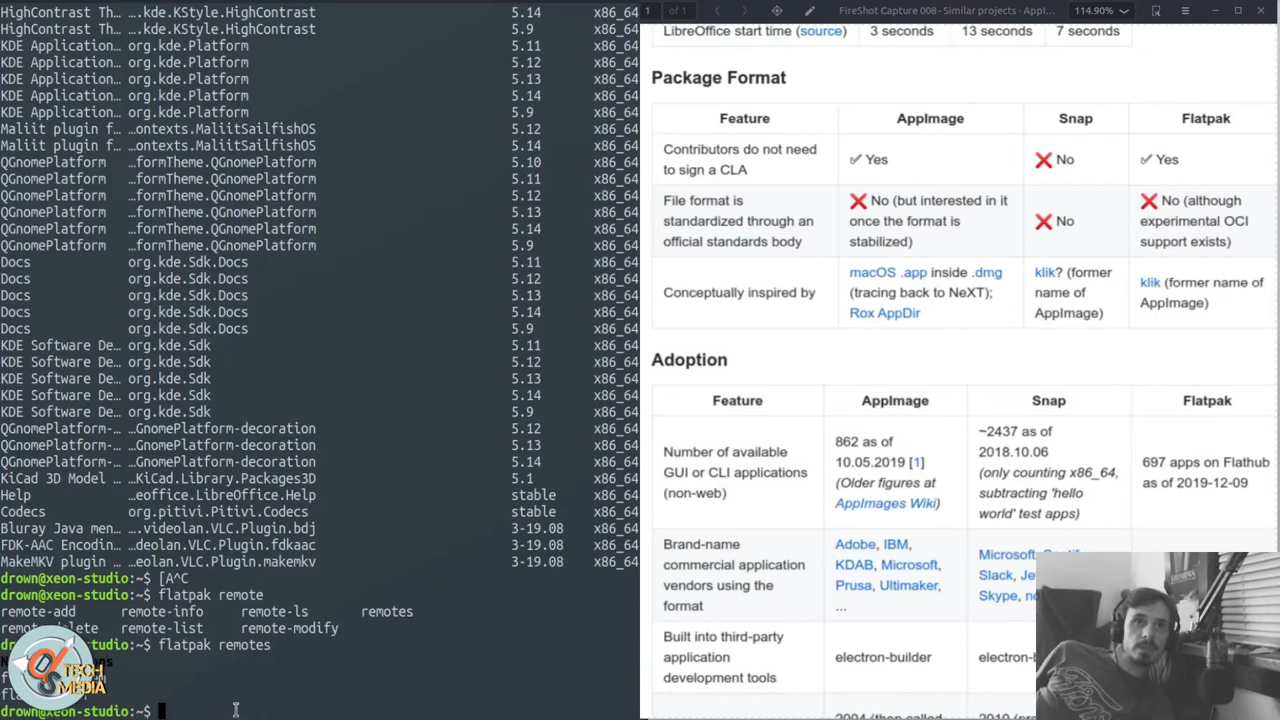 HighContrast Th… ….kde.KStyle.HighContrast 5.14 x86_64
HighContrast Th… ….kde.KStyle.HighContrast 5.9 x86_64
KDE Application… org.kde.Platform 5.11 x86_64
KDE Application… org.kde.Platform 5.12 x86_64
KDE Application… org.kde.Platform 5.13 x86_64
KDE Application… org.kde.Platform 5.14 x86_64
KDE Application… org.kde.Platform 5.9 x86_64
Maliit plugin f… …ontexts.MaliitSailfishOS 5.12 x86_64
Maliit plugin f… …ontexts.MaliitSailfishOS 5.14 x86_64
QGnomePlatform …formTheme.QGnomePlatform 5.10 x86_64
QGnomePlatform …formTheme.QGnomePlatform 5.11 x86_64
QGnomePlatform …formTheme.QGnomePlatform 5.12 x86_64
QGnomePlatform …formTheme.QGnomePlatform 5.13 x86_64
QGnomePlatform …formTheme.QGnomePlatform 5.14 x86_64
QGnomePlatform …formTheme.QGnomePlatform 5.9 x86_64
Docs org.kde.Sdk.Docs 5.11 x86_64
Docs org.kde.Sdk.Docs 5.12 x86_64
Docs org.kde.Sdk.Docs 5.13 x86_64
Docs org.kde.Sdk.Docs 5.14 x86_64
Docs org.kde.Sdk.Docs 5.9 x86_64
KDE Software De… org.kde.Sdk 5.11 x86_64
KDE Software De… org.kde.Sdk 5.12 x86_64
KDE Software De… org.kde.Sdk 5.13 x86_64
KDE Software De… org.kde.Sdk 5.14 x86_64
KDE Software De… org.kde.Sdk 5.9 x86_64
QGnomePlatform-… …GnomePlatform-decoration 5.12 x86_64
QGnomePlatform-… …GnomePlatform-decoration 5.13 x86_64
QGnomePlatform-… …GnomePlatform-decoration 5.14 x86_64
KiCad 3D Model … …KiCad.Library.Packages3D 5.1 x86_64
Help …eoffice.LibreOffice.Help stable x86_64
Codecs org.pitivi.Pitivi.Codecs stable x86_64
Bluray Java men… …videolan.VLC.Plugin.bdj 3-19.08 x86_64
FDK-AAC Encodin… …deolan.VLC.Plugin.fdkaac 3-19.08 x86_64
MakeMKV plugin …olan.VLC.Plugin.makemkv 3-19.08 x86_64
drown@xeon-studio:~$ [A^C
drown@xeon-studio:~$ flatpak remote
remote-add remote-info remote-ls remotes
remote-delete remote-list remote-modify
drown@xeon-studio:~$ flatpak remotes
drown@xeon-studio:~$
TECH
MEDIA
1 of 1 FireShot Capture 008 - Similar projects · Appl… 114.90%
LibreOffice start time (source) 3 seconds 13 seconds 7 seconds
Package Format
Feature AppImage Snap Flatpak
Contributors do not need
to sign a CLA
✅ Yes
❌ No
✅ Yes
File format is
standardized through an
official standards body
❌ No (but interested in it
once the format is
stabilized)
❌ No
❌ No (although
experimental OCI
support exists)
Conceptually inspired by
macOS .app inside .dmg
(tracing back to NeXT);
Rox AppDir
klik? (former
name of
AppImage)
klik (former name of
AppImage)
Adoption
Feature AppImage Snap Flatpak
Number of available
GUI or CLI applications
(non-web)
862 as of
10.05.2019 [1]
(Older figures at
AppImages Wiki)
~2437 as of
2018.10.06
(only counting x86_64,
subtracting 'hello
world' test apps)
697 apps on Flathub
as of 2019-12-09
Brand-name
commercial application
vendors using the
format
Adobe, IBM,
KDAB, Microsoft,
Prusa, Ultimaker,
...
Microsoft,
Slack,
Skype,
Built into third-party
application
development tools
electron-builder